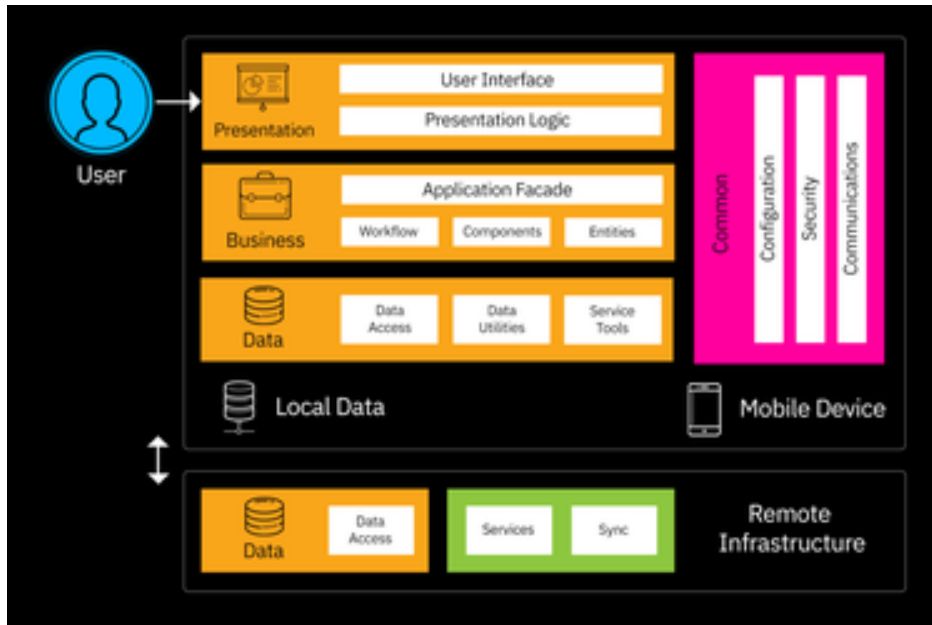 User
Presentation
User Interface
Presentation Logic
Business
Application Facade
Workflow
Components
Entities
Data
Data
Access
Data
Utilities
Service
Tools
Common
Configuration
Security
Communications
Local Data
Mobile Device
Data
Data
Access
Services
Sync
Remote
Infrastructure